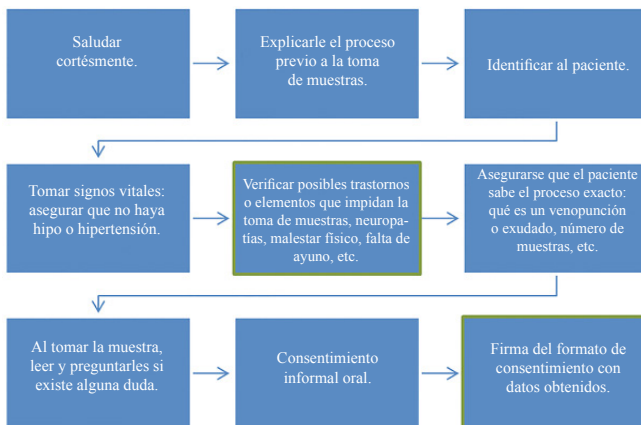 Saludar
cortésmente.
Explicarle el proceso
previo a la toma
de muestras.
Identificar al paciente.
Tomar signos vitales:
asegurar que no haya
hipo o hipertensión.
Verificar posibles trastornos
o elementos que impidan la
toma de muestras, neuropa-
tías, malestar físico, falta de
ayuno, etc.
Asegurarse que el paciente
sabe el proceso exacto:
qué es un venopunción
o exudado, número de
muestras, etc.
Al tomar la muestra,
leer y preguntarles si
existe alguna duda.
Consentimiento
informal oral.
Firma del formato de
consentimiento con
datos obtenidos.